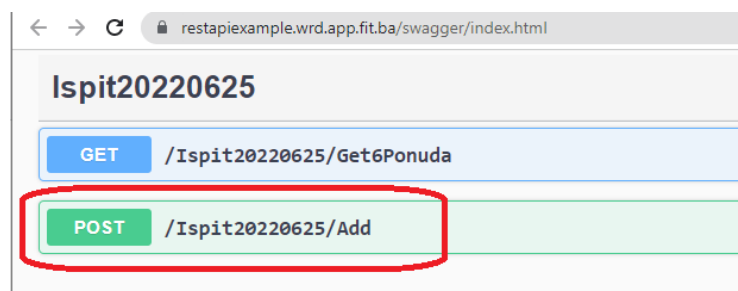 restapiexample.wrd.app.fit.ba/swagger/index.html
Ispit20220625
GET /Ispit20220625/Get6Ponuda
POST /Ispit20220625/Add